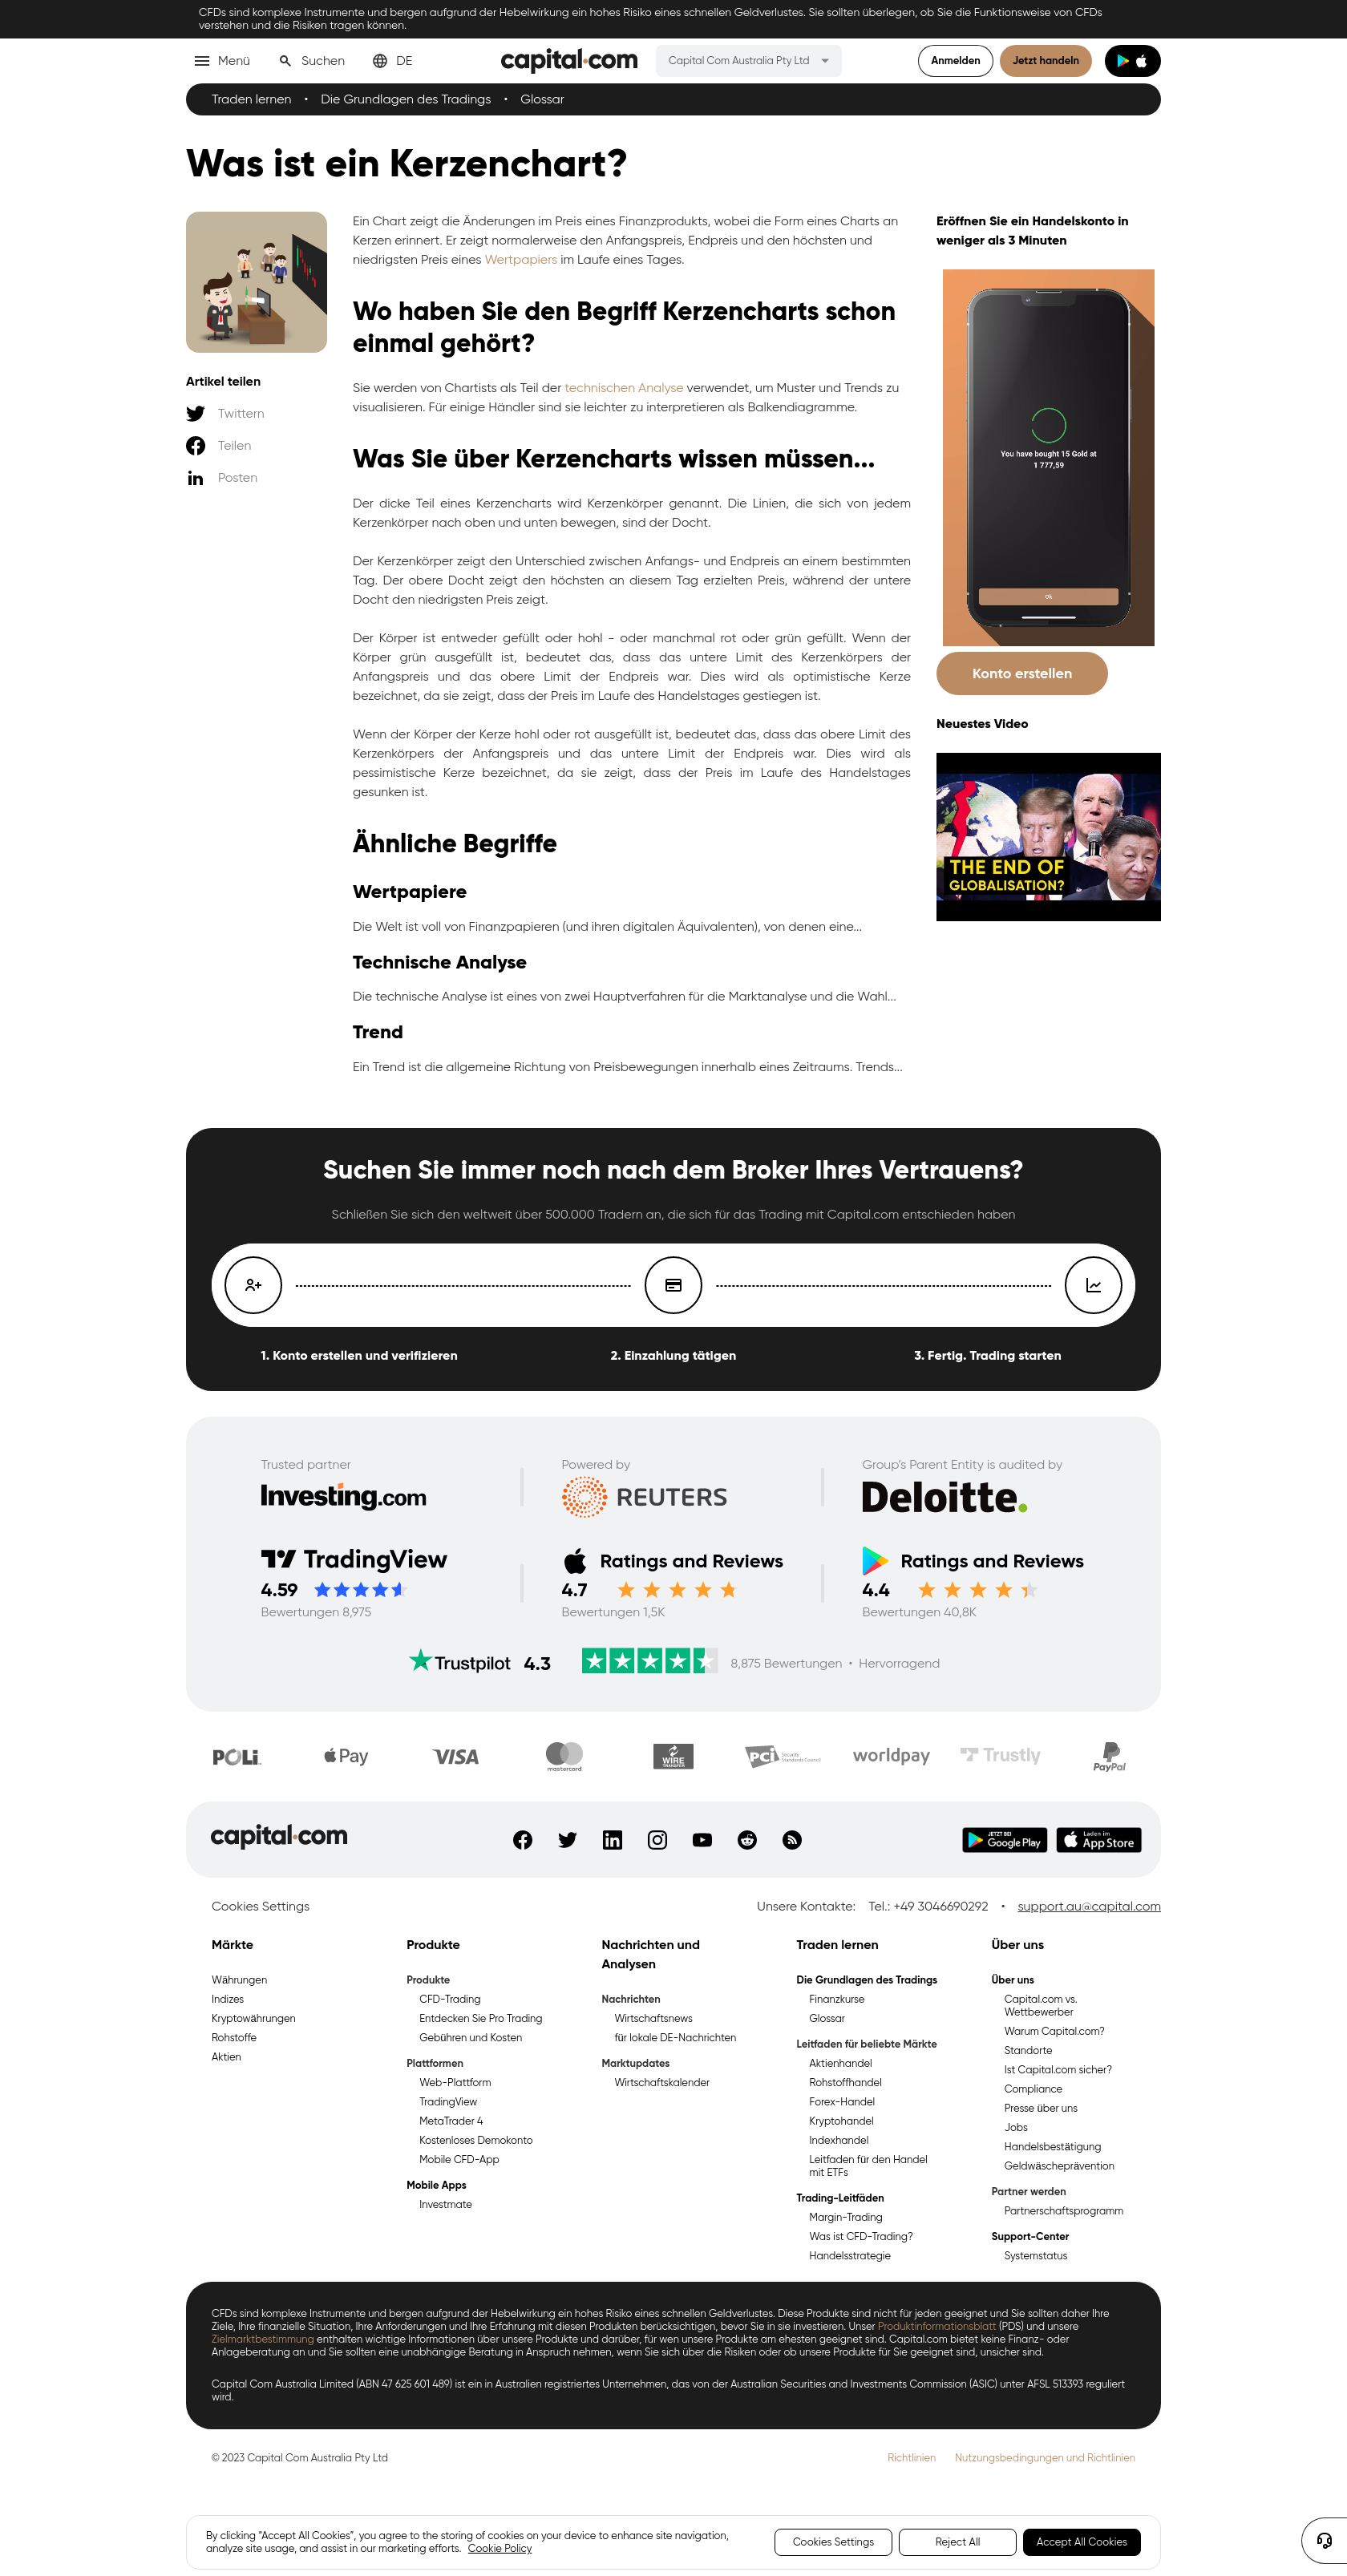 CFDs sind komplexe Instrumente und bergen aufgrund der Hebelwirkung ein hohes Risiko eines schnellen Geldverlustes. Sie sollten überlegen, ob Sie die Funktionsweise von CFDs
verstehen und die Risiken tragen können.
Menü Suchen DE capital.com Capital Com Australia Pty Ltd Anmelden Jetzt handeln
Traden lernen • Die Grundlagen des Tradings • Glossar
Was ist ein Kerzenchart?
Artikel teilen
Twittern
Teilen
Posten
Ein Chart zeigt die Änderungen im Preis eines Finanzprodukts, wobei die Form eines Charts an
Kerzen erinnert. Er zeigt normalerweise den Anfangspreis, Endpreis und den höchsten und
niedrigsten Preis eines Wertpapiers im Laufe eines Tages.
Wo haben Sie den Begriff Kerzencharts schon
einmal gehört?
Sie werden von Chartists als Teil der technischen Analyse verwendet, um Muster und Trends zu
visualisieren. Für einige Händler sind sie leichter zu interpretieren als Balkendiagramme.
Was Sie über Kerzencharts wissen müssen...
Der dicke Teil eines Kerzencharts wird Kerzenkörper genannt. Die Linien, die sich von jedem
Kerzenkörper nach oben und unten bewegen, sind der Docht.
Der Kerzenkörper zeigt den Unterschied zwischen Anfangs- und Endpreis an einem bestimmten
Tag. Der obere Docht zeigt den höchsten an diesem Tag erzielten Preis, während der untere
Docht den niedrigsten Preis zeigt.
Der Körper ist entweder gefüllt oder hohl - oder manchmal rot oder grün gefüllt. Wenn der
Körper grün ausgefüllt ist, bedeutet das, dass das untere Limit des Kerzenkörpers der
Anfangspreis und das obere Limit der Endpreis war. Dies wird als optimistische Kerze
bezeichnet, da sie zeigt, dass der Preis im Laufe des Handelstages gestiegen ist.
Wenn der Körper der Kerze hohl oder rot ausgefüllt ist, bedeutet das, dass das obere Limit des
Kerzenkörpers der Anfangspreis und das untere Limit der Endpreis war. Dies wird als
pessimistische Kerze bezeichnet, da sie zeigt, dass der Preis im Laufe des Handelstages
gesunken ist.
Ähnliche Begriffe
Wertpapiere
Die Welt ist voll von Finanzpapieren (und ihren digitalen Äquivalenten), von denen eine...
Technische Analyse
Die technische Analyse ist eines von zwei Hauptverfahren für die Marktanalyse und die Wahl...
Trend
Ein Trend ist die allgemeine Richtung von Preisbewegungen innerhalb eines Zeitraums. Trends...
Eröffnen Sie ein Handelskonto in
weniger als 3 Minuten
You have bought 15 Gold at
1 777,59
Ok
Konto erstellen
Neuestes Video
THE END OF
GLOBALISATION?
Suchen Sie immer noch nach dem Broker Ihres Vertrauens?
Schließen Sie sich den weltweit über 500.000 Tradern an, die sich für das Trading mit Capital.com entschieden haben
1. Konto erstellen und verifizieren
2. Einzahlung tätigen
3. Fertig. Trading starten
Trusted partner
Investing.com
Powered by
REUTERS
Group's Parent Entity is audited by
Deloitte.
TradingView
4.59
Bewertungen 8,975
Ratings and Reviews
4.7
Bewertungen 1,5K
Ratings and Reviews
4.4
Bewertungen 40,8K
Trustpilot 4.3 8,875 Bewertungen • Hervorragend
POLi Apple Pay VISA mastercard WIRE TRANSFER PCI Security Standards Council worldpay Trustly PayPal
capital.com JETZT BEI Google Play Laden im App Store
Cookies Settings
Unsere Kontakte: Tel.: +49 3046690292 • support.au@capital.com
Märkte
Währungen
Indizes
Kryptowährungen
Rohstoffe
Aktien
Produkte
Produkte
CFD-Trading
Entdecken Sie Pro Trading
Gebühren und Kosten
Plattformen
Web-Plattform
TradingView
MetaTrader 4
Kostenloses Demokonto
Mobile CFD-App
Mobile Apps
Investmate
Nachrichten und
Analysen
Nachrichten
Wirtschaftsnews
für lokale DE-Nachrichten
Marktupdates
Wirtschaftskalender
Traden lernen
Die Grundlagen des Tradings
Finanzkurse
Glossar
Leitfaden für beliebte Märkte
Aktienhandel
Rohstoffhandel
Forex-Handel
Kryptohandel
Indexhandel
Leitfaden für den Handel
mit ETFs
Trading-Leitfäden
Margin-Trading
Was ist CFD-Trading?
Handelsstrategie
Über uns
Über uns
Capital.com vs.
Wettbewerber
Warum Capital.com?
Standorte
Ist Capital.com sicher?
Compliance
Presse über uns
Jobs
Handelsbestätigung
Geldwäscheprävention
Partner werden
Partnerschaftsprogramm
Support-Center
Systemstatus
CFDs sind komplexe Instrumente und bergen aufgrund der Hebelwirkung ein hohes Risiko eines schnellen Geldverlustes. Diese Produkte sind nicht für jeden geeignet und Sie sollten daher Ihre
Ziele, Ihre finanzielle Situation, Ihre Anforderungen und Ihre Erfahrung mit diesen Produkten berücksichtigen, bevor Sie in sie investieren. Unser Produktinformationsblatt (PDS) und unsere
Zielmarktbestimmung enthalten wichtige Informationen über unsere Produkte und darüber, für wen unsere Produkte am ehesten geeignet sind. Capital.com bietet keine Finanz- oder
Anlageberatung an und Sie sollten eine unabhängige Beratung in Anspruch nehmen, wenn Sie sich über die Risiken oder ob unsere Produkte für Sie geeignet sind, unsicher sind.
Capital Com Australia Limited (ABN 47 625 601 489) ist ein in Australien registriertes Unternehmen, das von der Australian Securities and Investments Commission (ASIC) unter AFSL 513393 reguliert
wird.
© 2023 Capital Com Australia Pty Ltd
Richtlinien Nutzungsbedingungen und Richtlinien
By clicking “Accept All Cookies”, you agree to the storing of cookies on your device to enhance site navigation,
analyze site usage, and assist in our marketing efforts. Cookie Policy
Cookies Settings Reject All Accept All Cookies